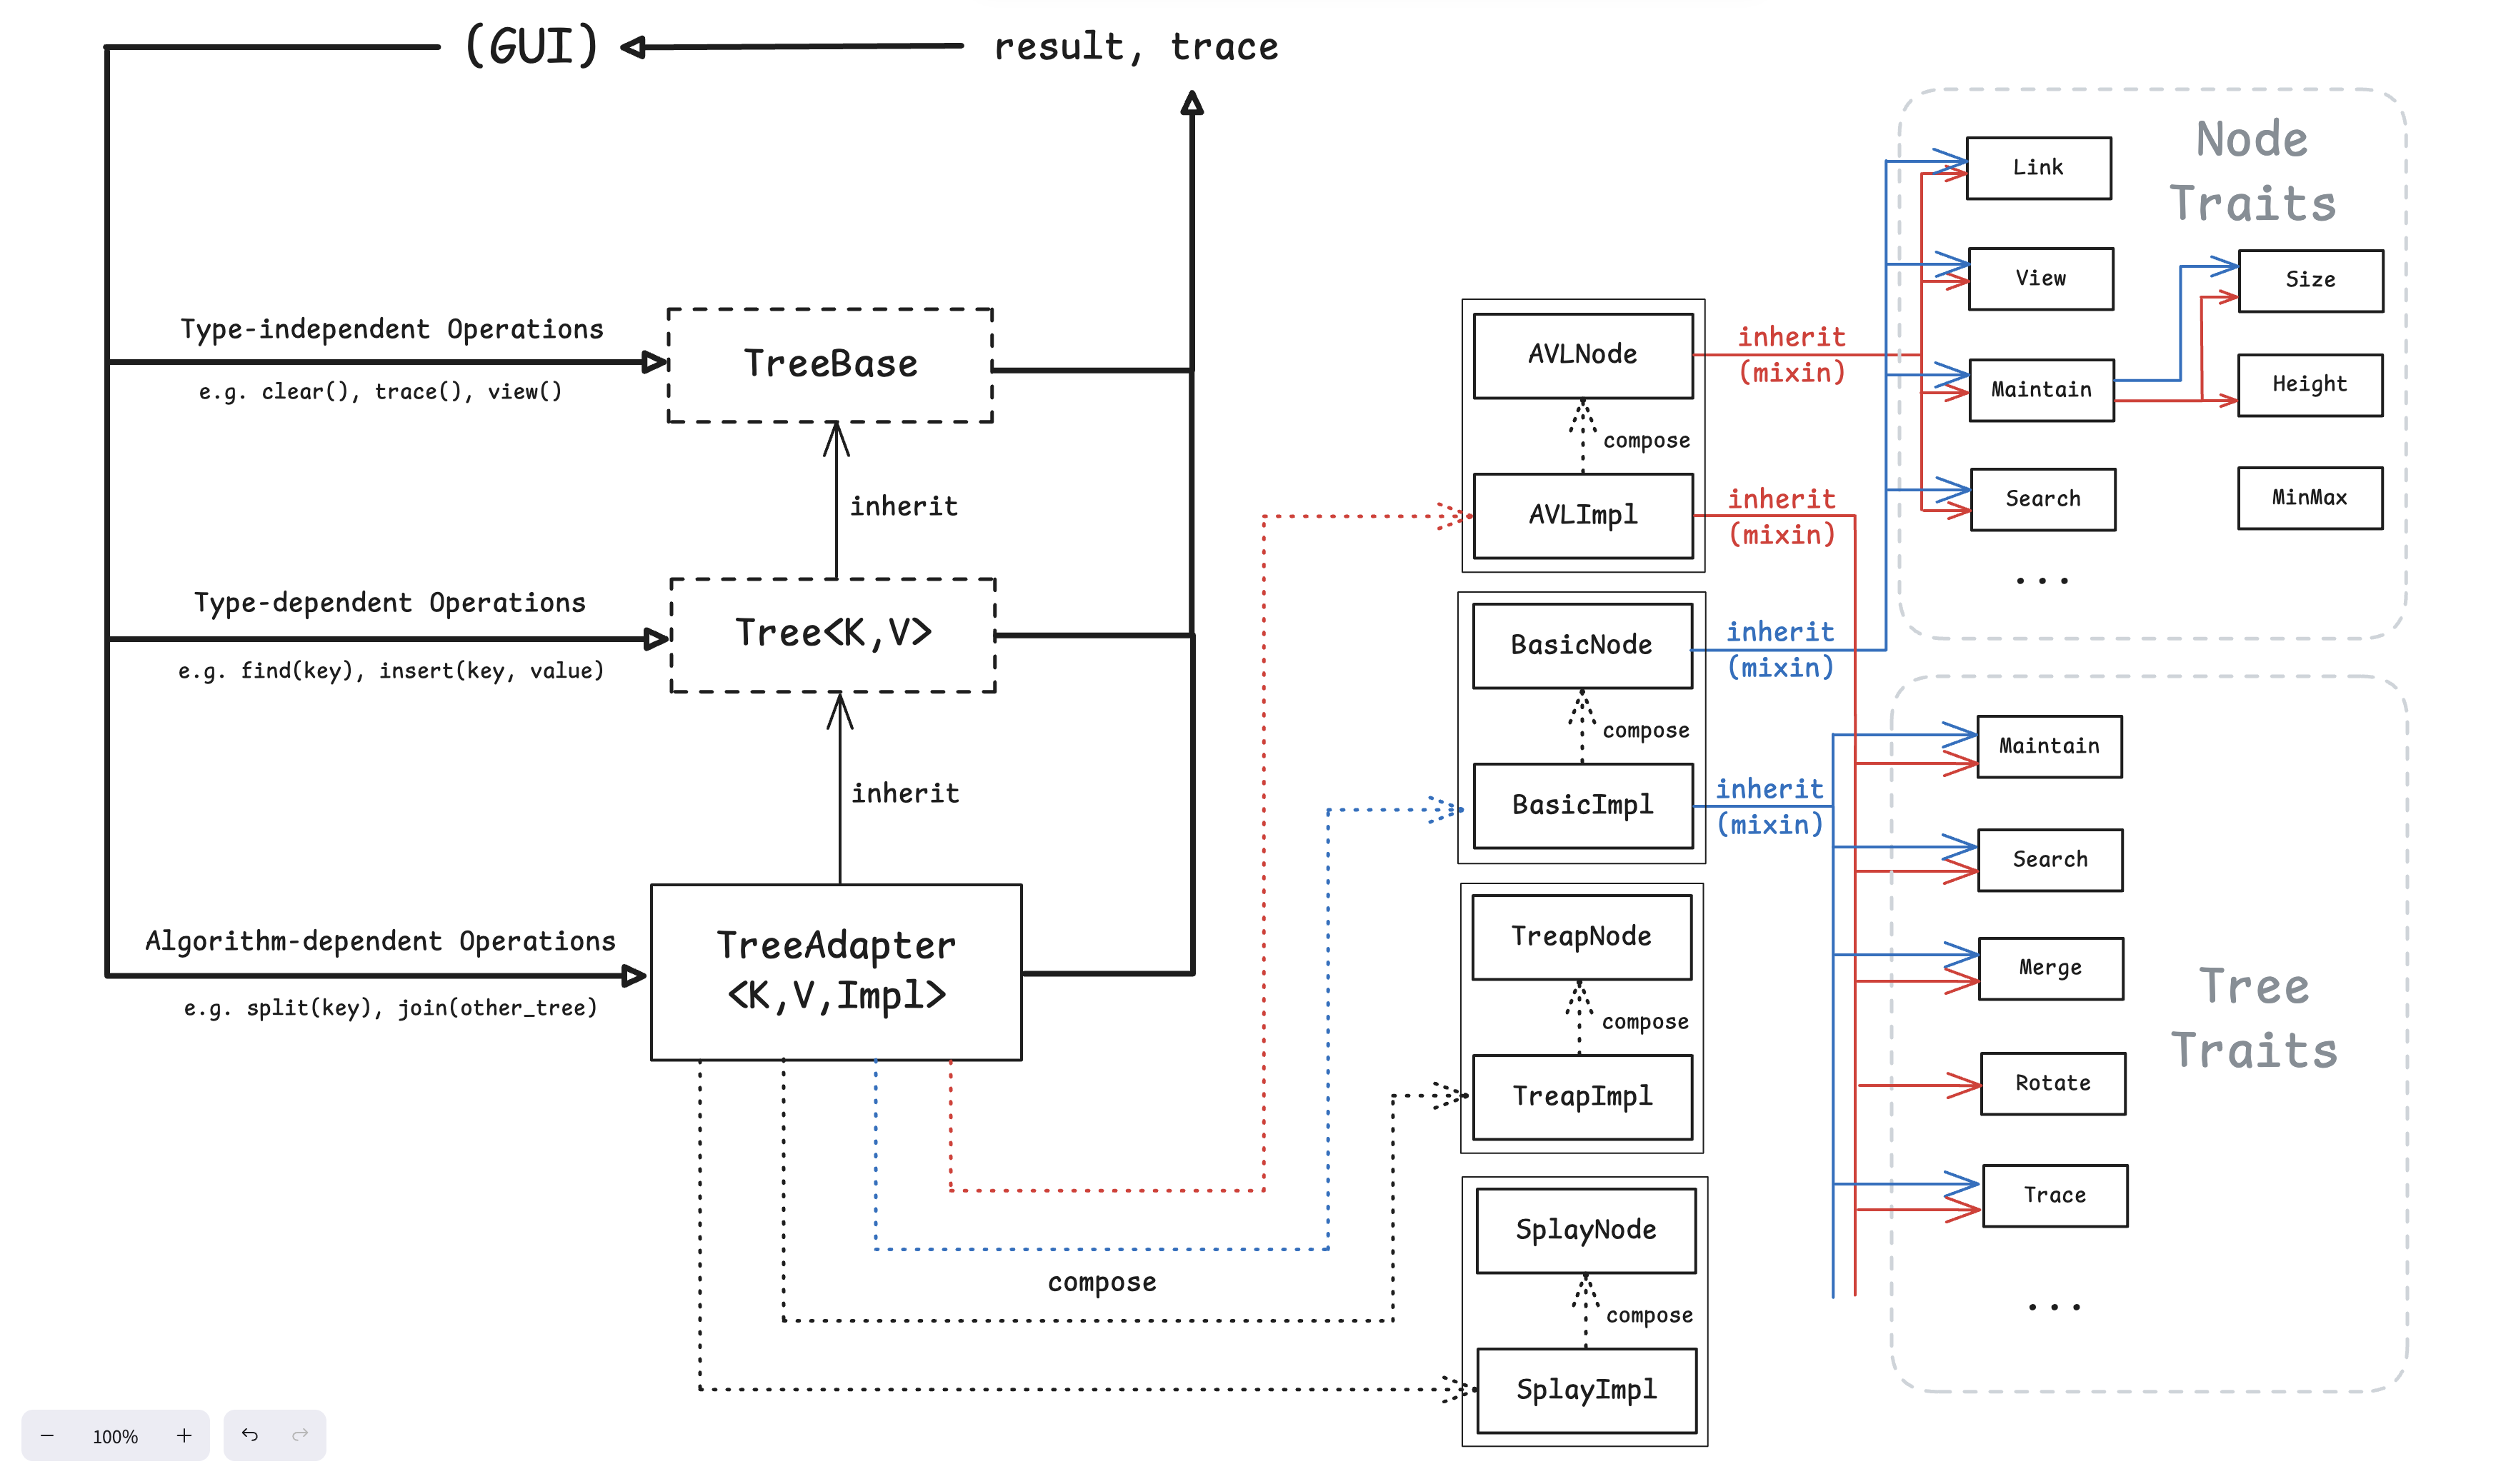 (GUI)
result, trace
Type-independent Operations
e.g. clear(), trace(), view()
TreeBase
inherit
Type-dependent Operations
e.g. find(key), insert(key, value)
Tree<K,V>
inherit
Algorithm-dependent Operations
e.g. split(key), join(other_tree)
TreeAdapter
<K,V,Impl>
compose
AVLNode
compose
AVLImpl
inherit
(mixin)
inherit
(mixin)
BasicNode
compose
BasicImpl
inherit
(mixin)
inherit
(mixin)
TreapNode
compose
TreapImpl
SplayNode
compose
SplayImpl
Node
Traits
Link
View
Maintain
Search
...
Size
Height
MinMax
Tree
Traits
Maintain
Search
Merge
Rotate
Trace
...
100%